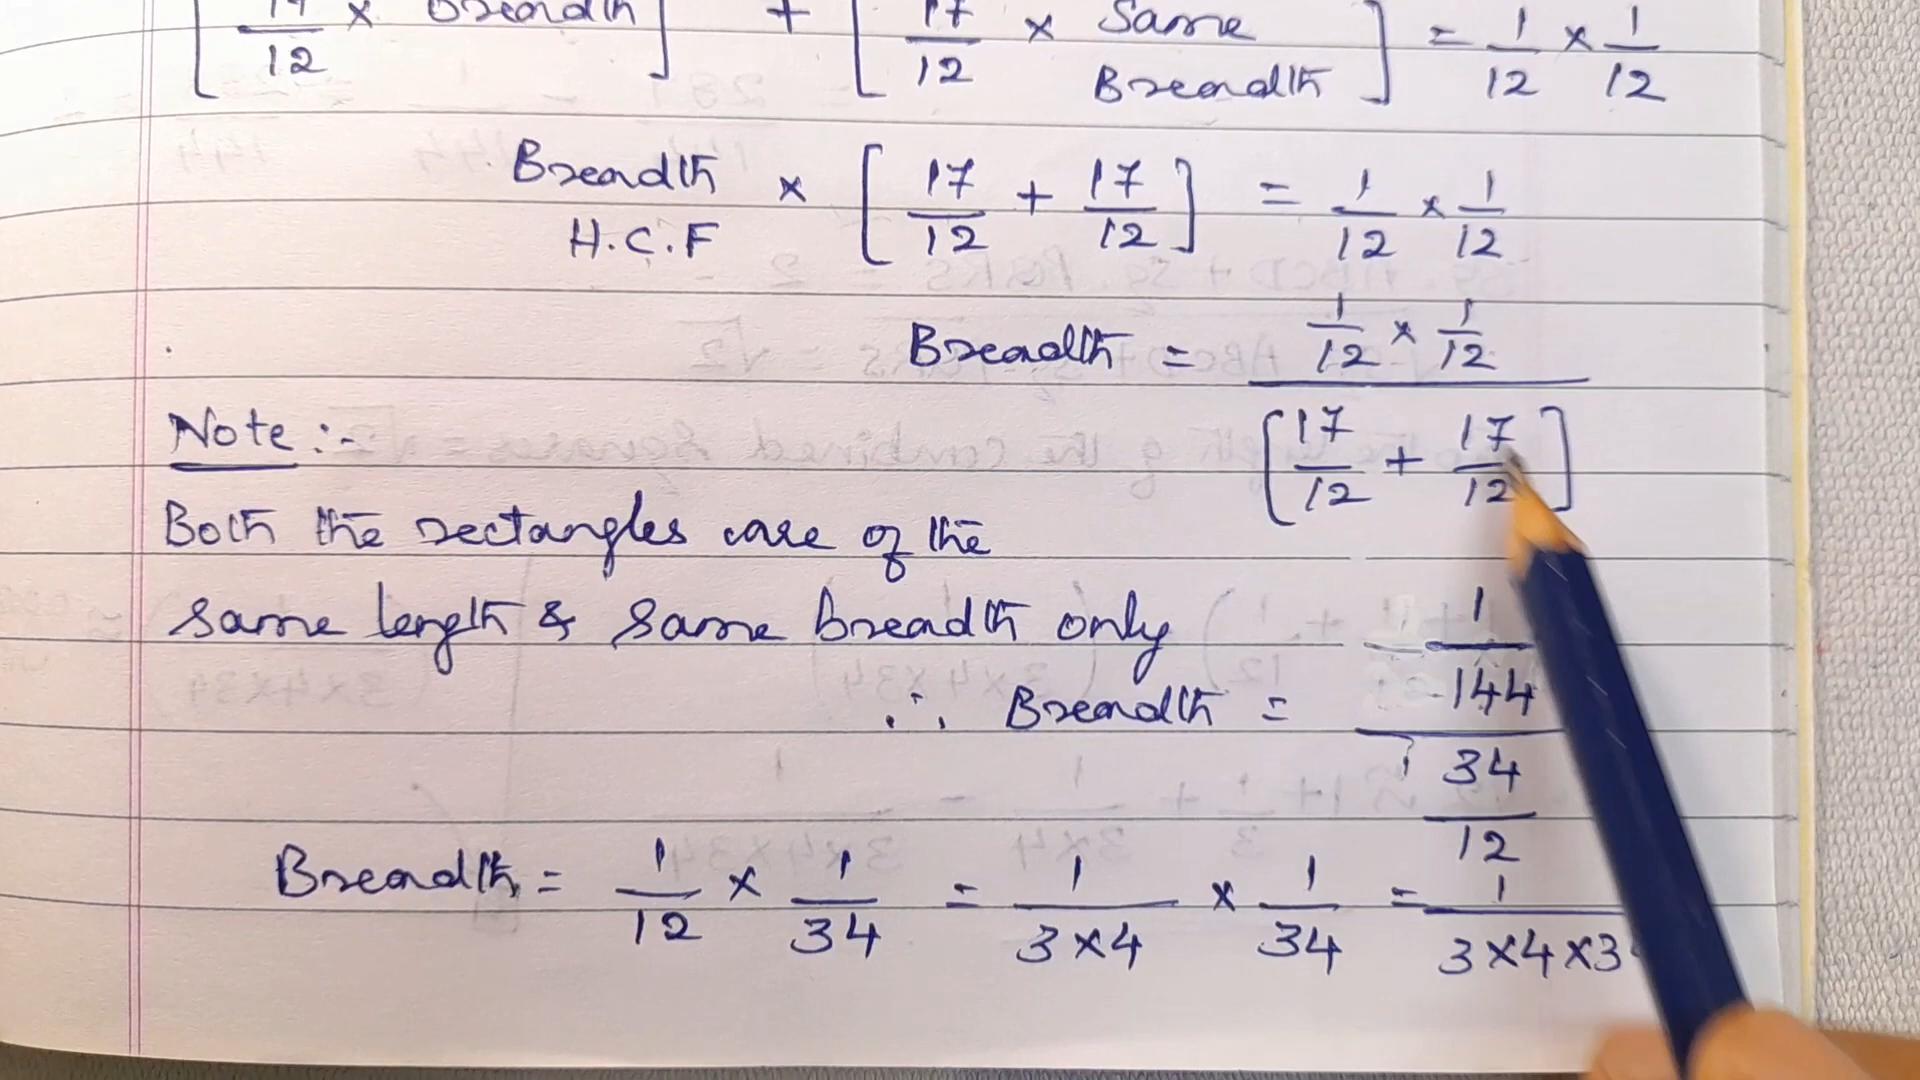 [17/12 × Breadth] + [17/12 × Same Breadth] = 1/12 × 1/12
Breadth H.C.F × [17/12 + 17/12] = 1/12 × 1/12
Breadth = (1/12 × 1/12) / [17/12 + 17/12]
Note :-
Both the rectangles are of the
same length & same breadth only
∴ Breadth = (1/144) / (34/12)
Breadth = 1/12 × 1/34 = 1/(3×4) × 1/34 = 1/(3×4×3